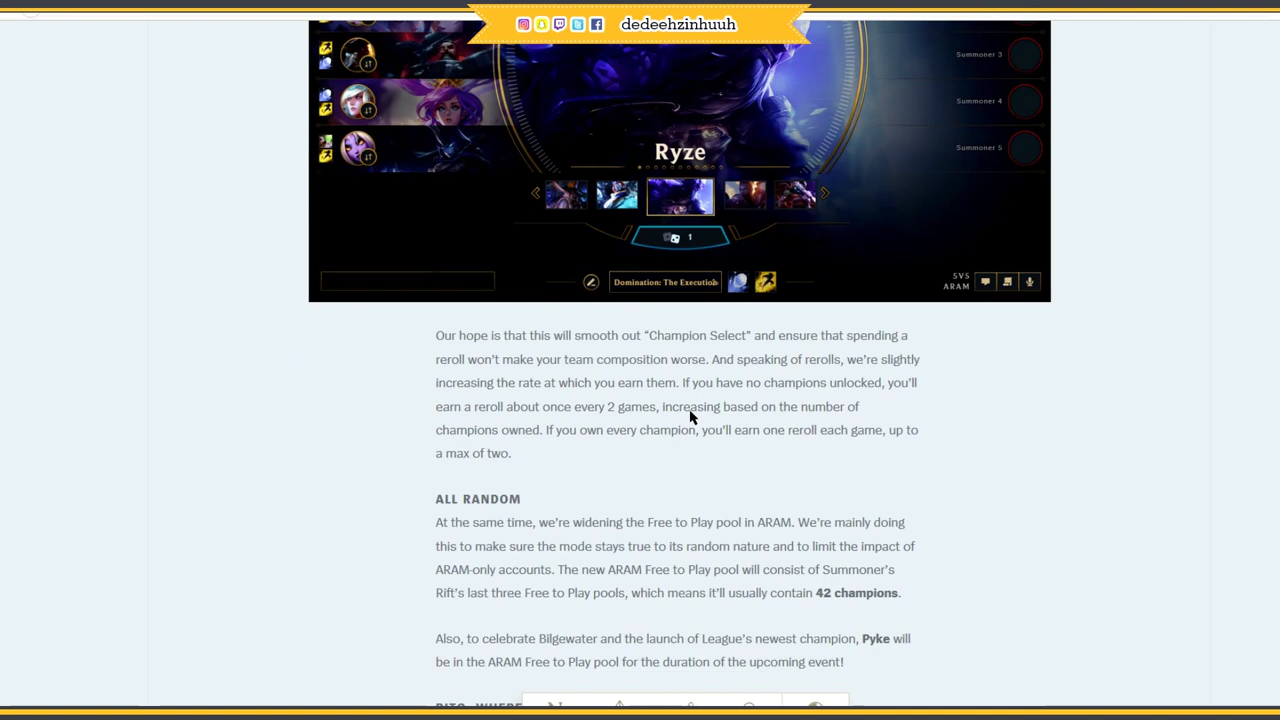 dedeehzinhuuh
Summoner 3
Summoner 4
Summoner 5
Ryze
1
Domination: The Execution
5V5
ARAM
Our hope is that this will smooth out “Champion Select” and ensure that spending a
reroll won’t make your team composition worse. And speaking of rerolls, we’re slightly
increasing the rate at which you earn them. If you have no champions unlocked, you’ll
earn a reroll about once every 2 games, increasing based on the number of
champions owned. If you own every champion, you’ll earn one reroll each game, up to
a max of two.
ALL RANDOM
At the same time, we’re widening the Free to Play pool in ARAM. We’re mainly doing
this to make sure the mode stays true to its random nature and to limit the impact of
ARAM-only accounts. The new ARAM Free to Play pool will consist of Summoner’s
Rift’s last three Free to Play pools, which means it’ll usually contain 42 champions.
Also, to celebrate Bilgewater and the launch of League’s newest champion, Pyke will
be in the ARAM Free to Play pool for the duration of the upcoming event!